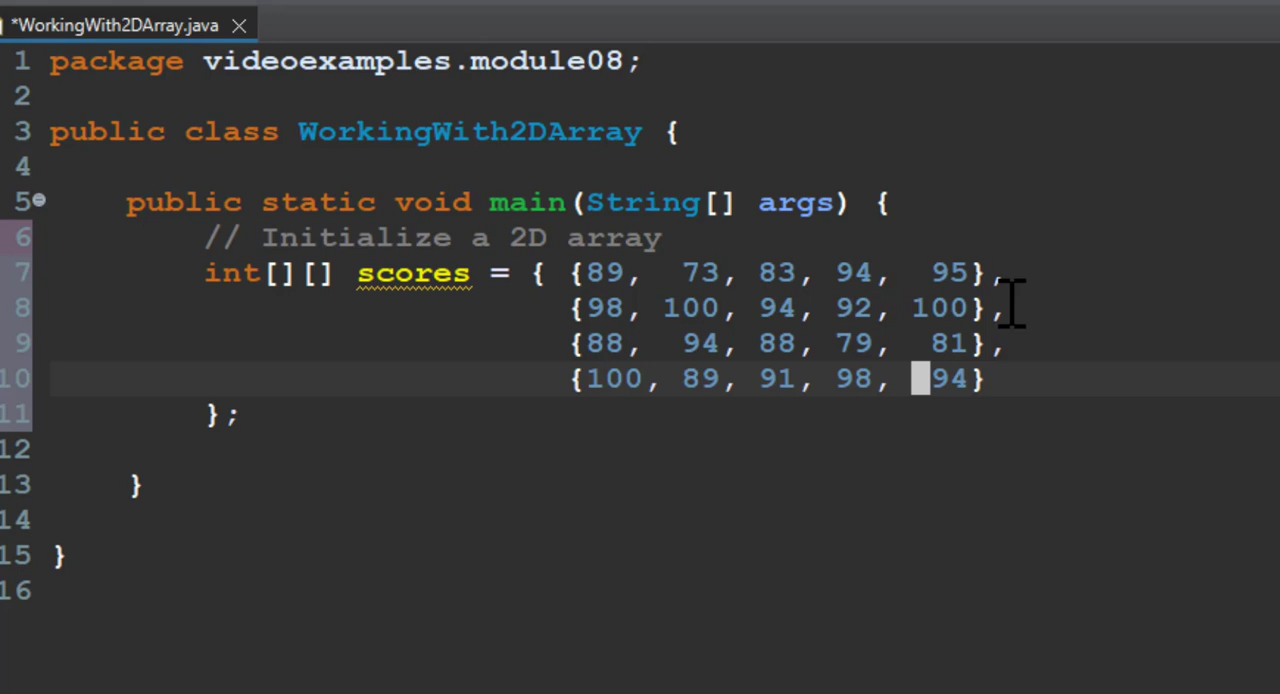 *WorkingWith2DArray.java
1 package videoexamples.module08;
2
3 public class WorkingWith2DArray {
4
5 public static void main(String[] args) {
6 // Initialize a 2D array
7 int[][] scores = { {89, 73, 83, 94, 95},
8 {98, 100, 94, 92, 100},
9 {88, 94, 88, 79, 81},
10 {100, 89, 91, 98, 94}
11 };
12
13 }
14
15 }
16